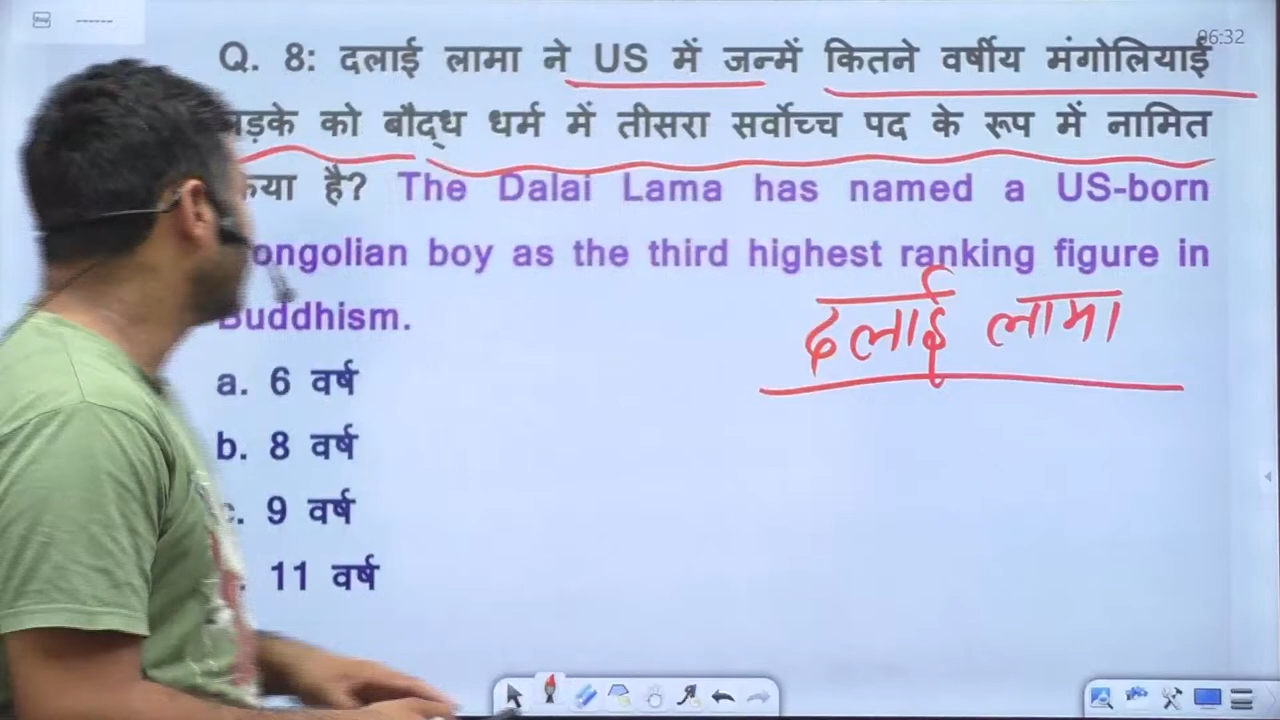 06:32
Q. 8: दलाई लामा ने US में जन्में कितने वर्षीय मंगोलियाई
को बौद्ध धर्म में तीसरा सर्वोच्च पद के रूप में नामित
है? The Dalai Lama has named a US-born
boy as the third highest ranking figure in
Buddhism.
दलाई लामा
a. 6 वर्ष
b. 8 वर्ष
c. 9 वर्ष
11 वर्ष